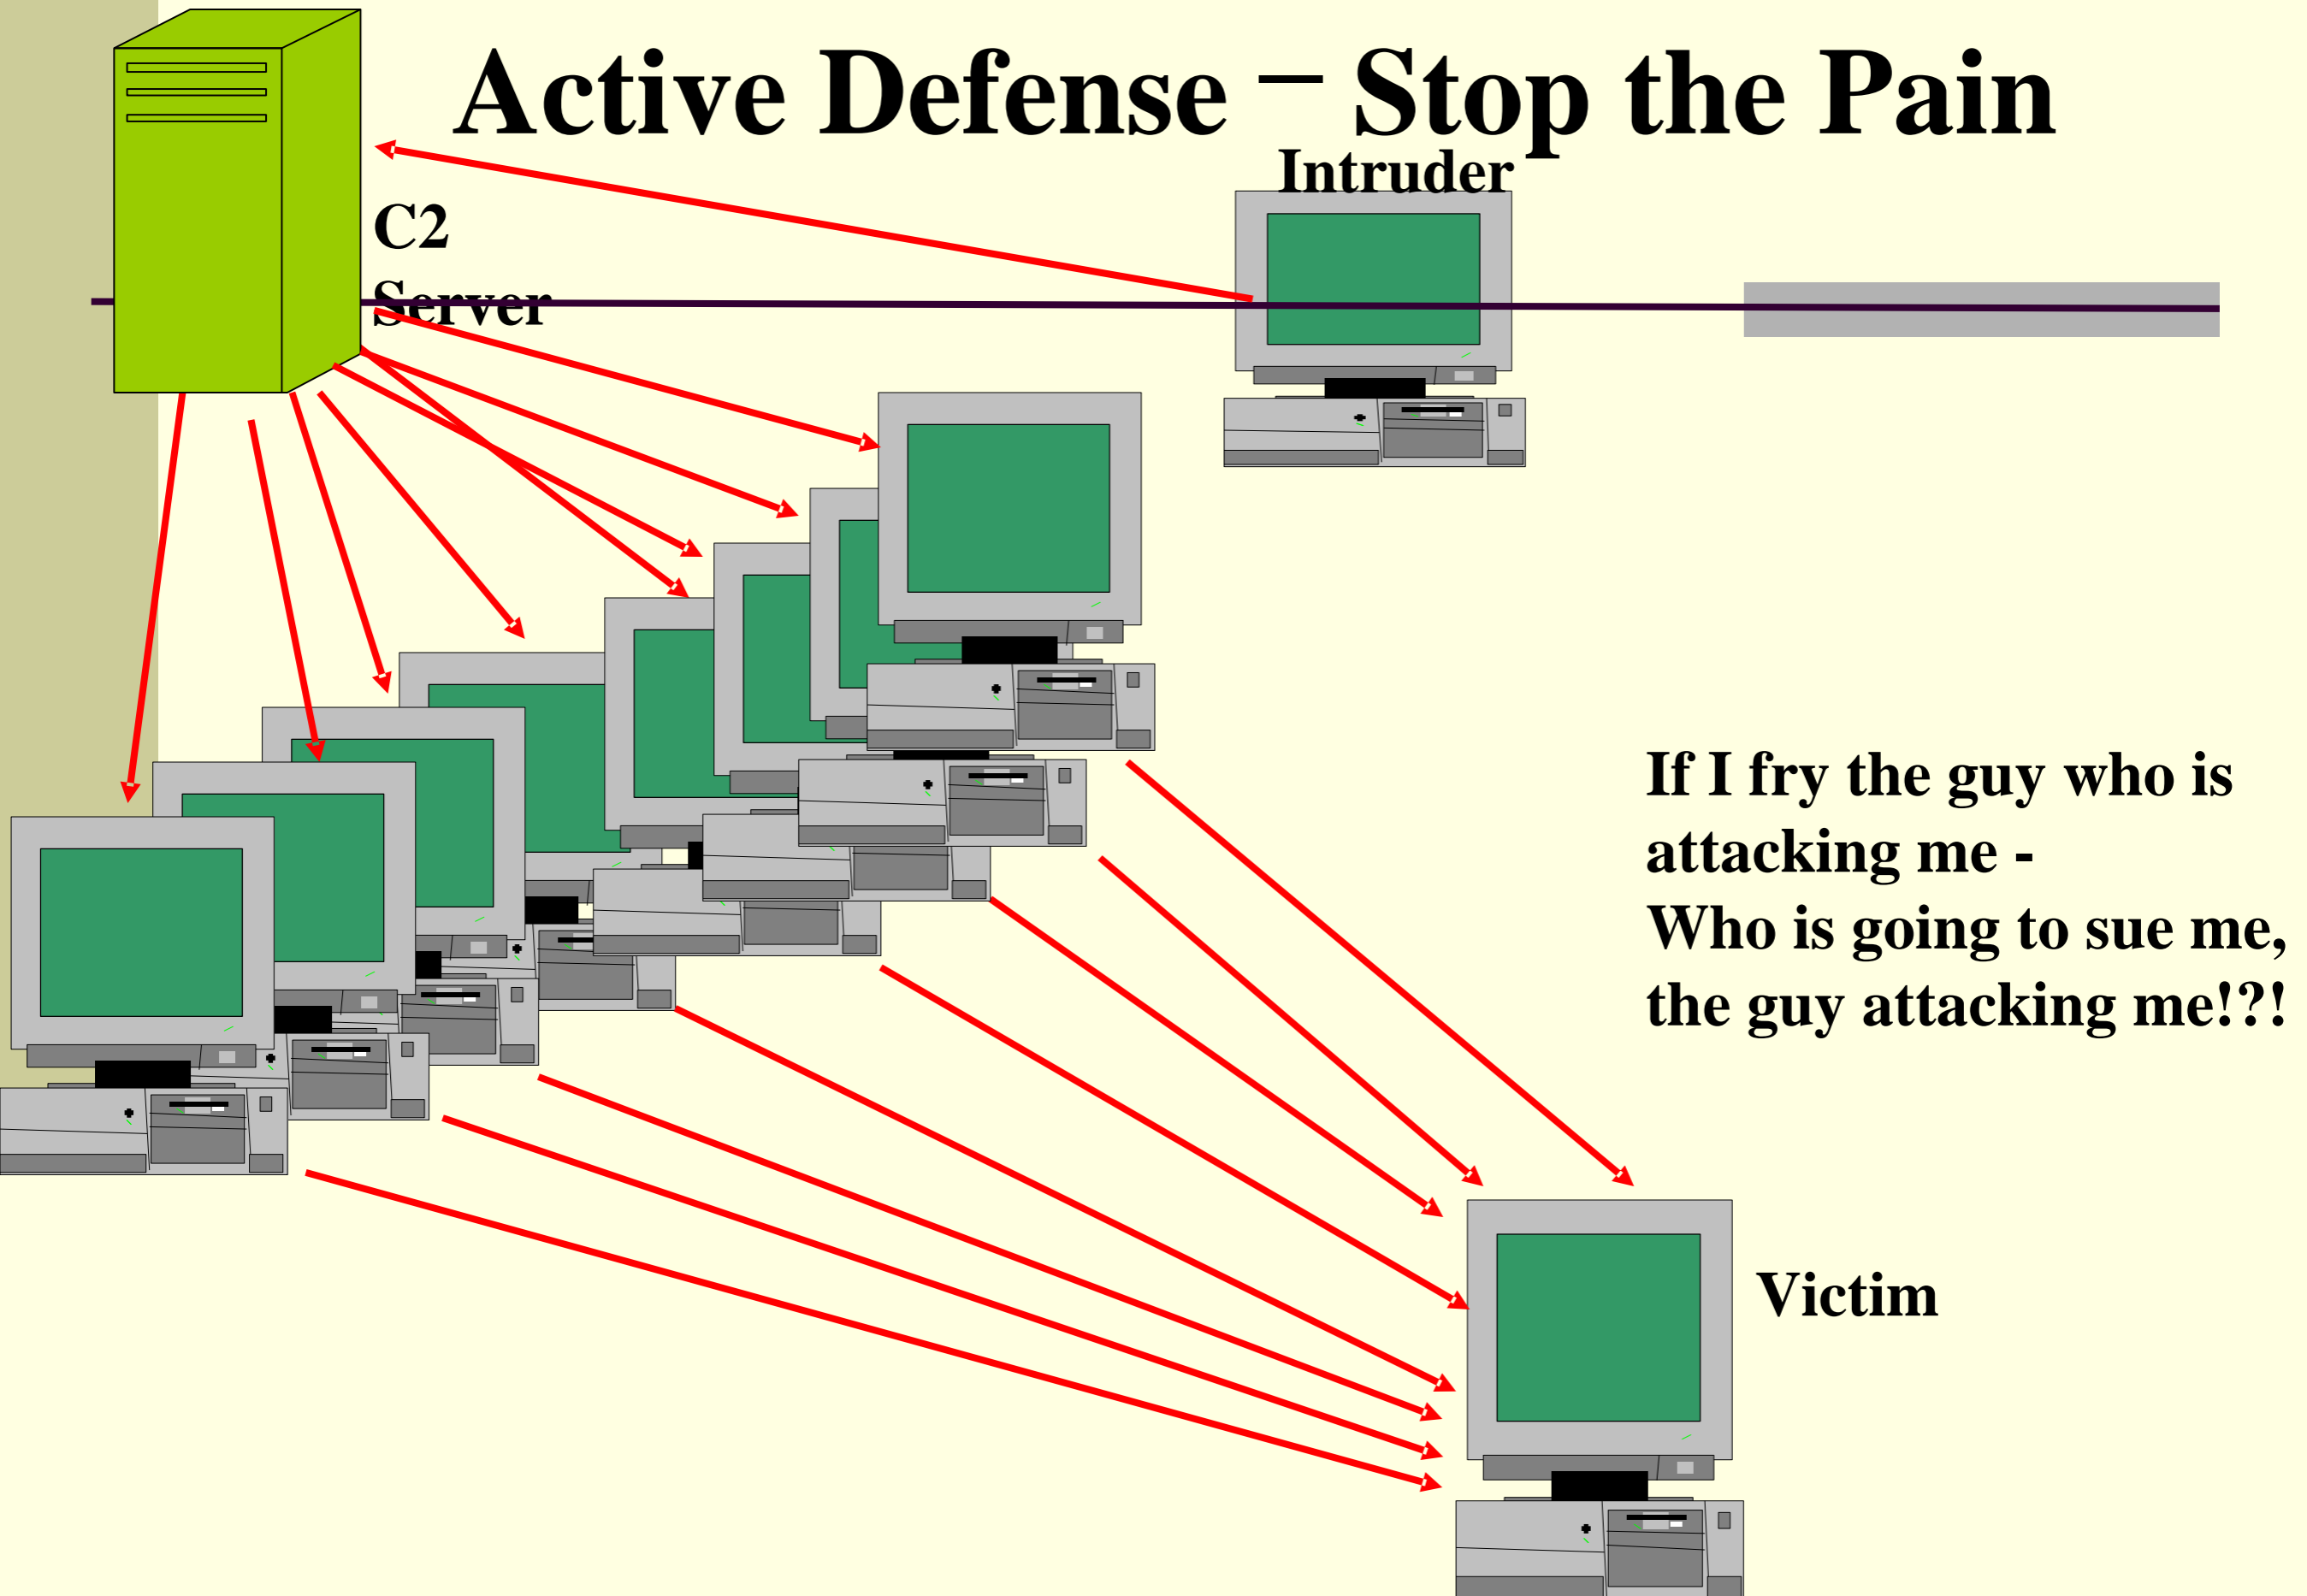 Active Defense – Stop the Pain
Intruder
C2
Server
If I fry the guy who is
attacking me -
Who is going to sue me,
the guy attacking me!?!
Victim